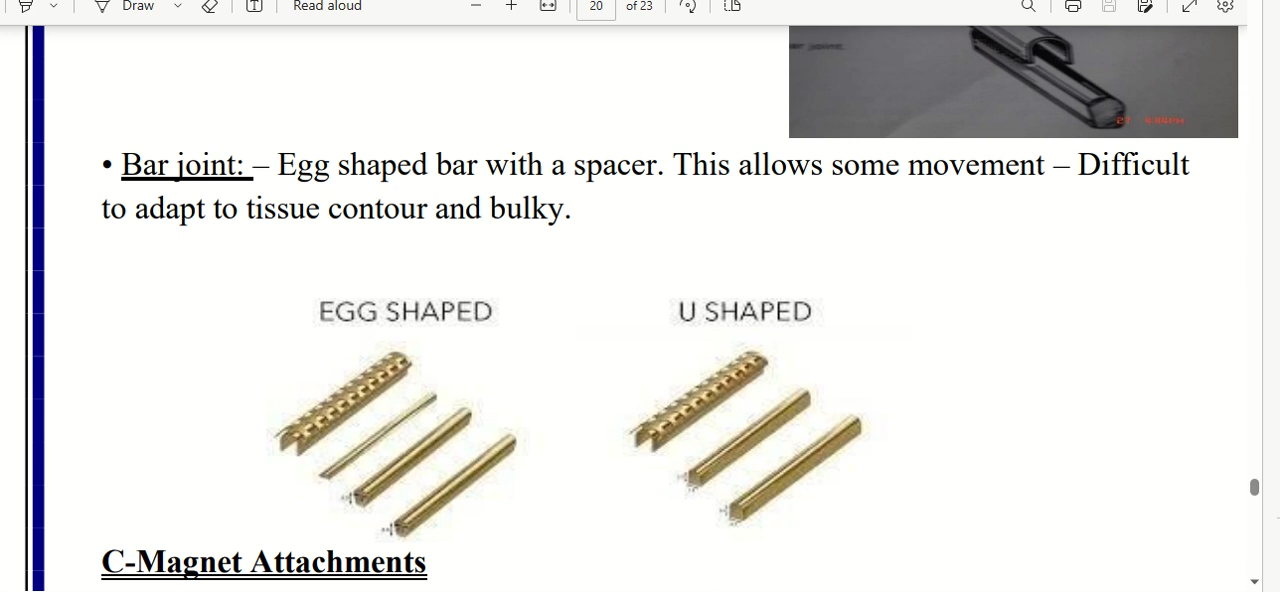 Draw
Read aloud
20
of 23
• Bar joint: – Egg shaped bar with a spacer. This allows some movement – Difficult
to adapt to tissue contour and bulky.
EGG SHAPED
U SHAPED
C-Magnet Attachments